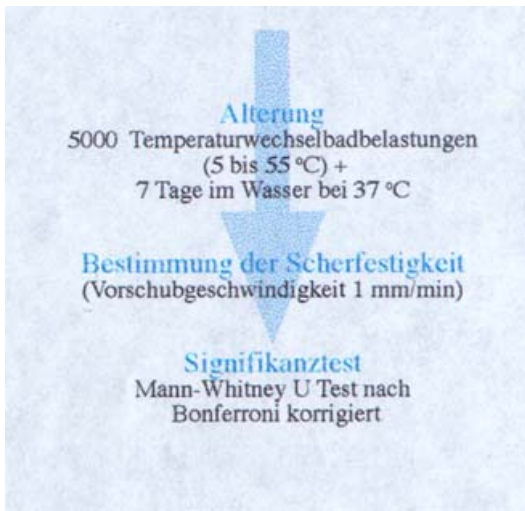 Alterung
5000 Temperaturwechselbadbelastungen
(5 bis 55 °C) +
7 Tage im Wasser bei 37 °C
Bestimmung der Scherfestigkeit
(Vorschubgeschwindigkeit 1 mm/min)
Signifikanztest
Mann-Whitney U Test nach
Bonferroni korrigiert